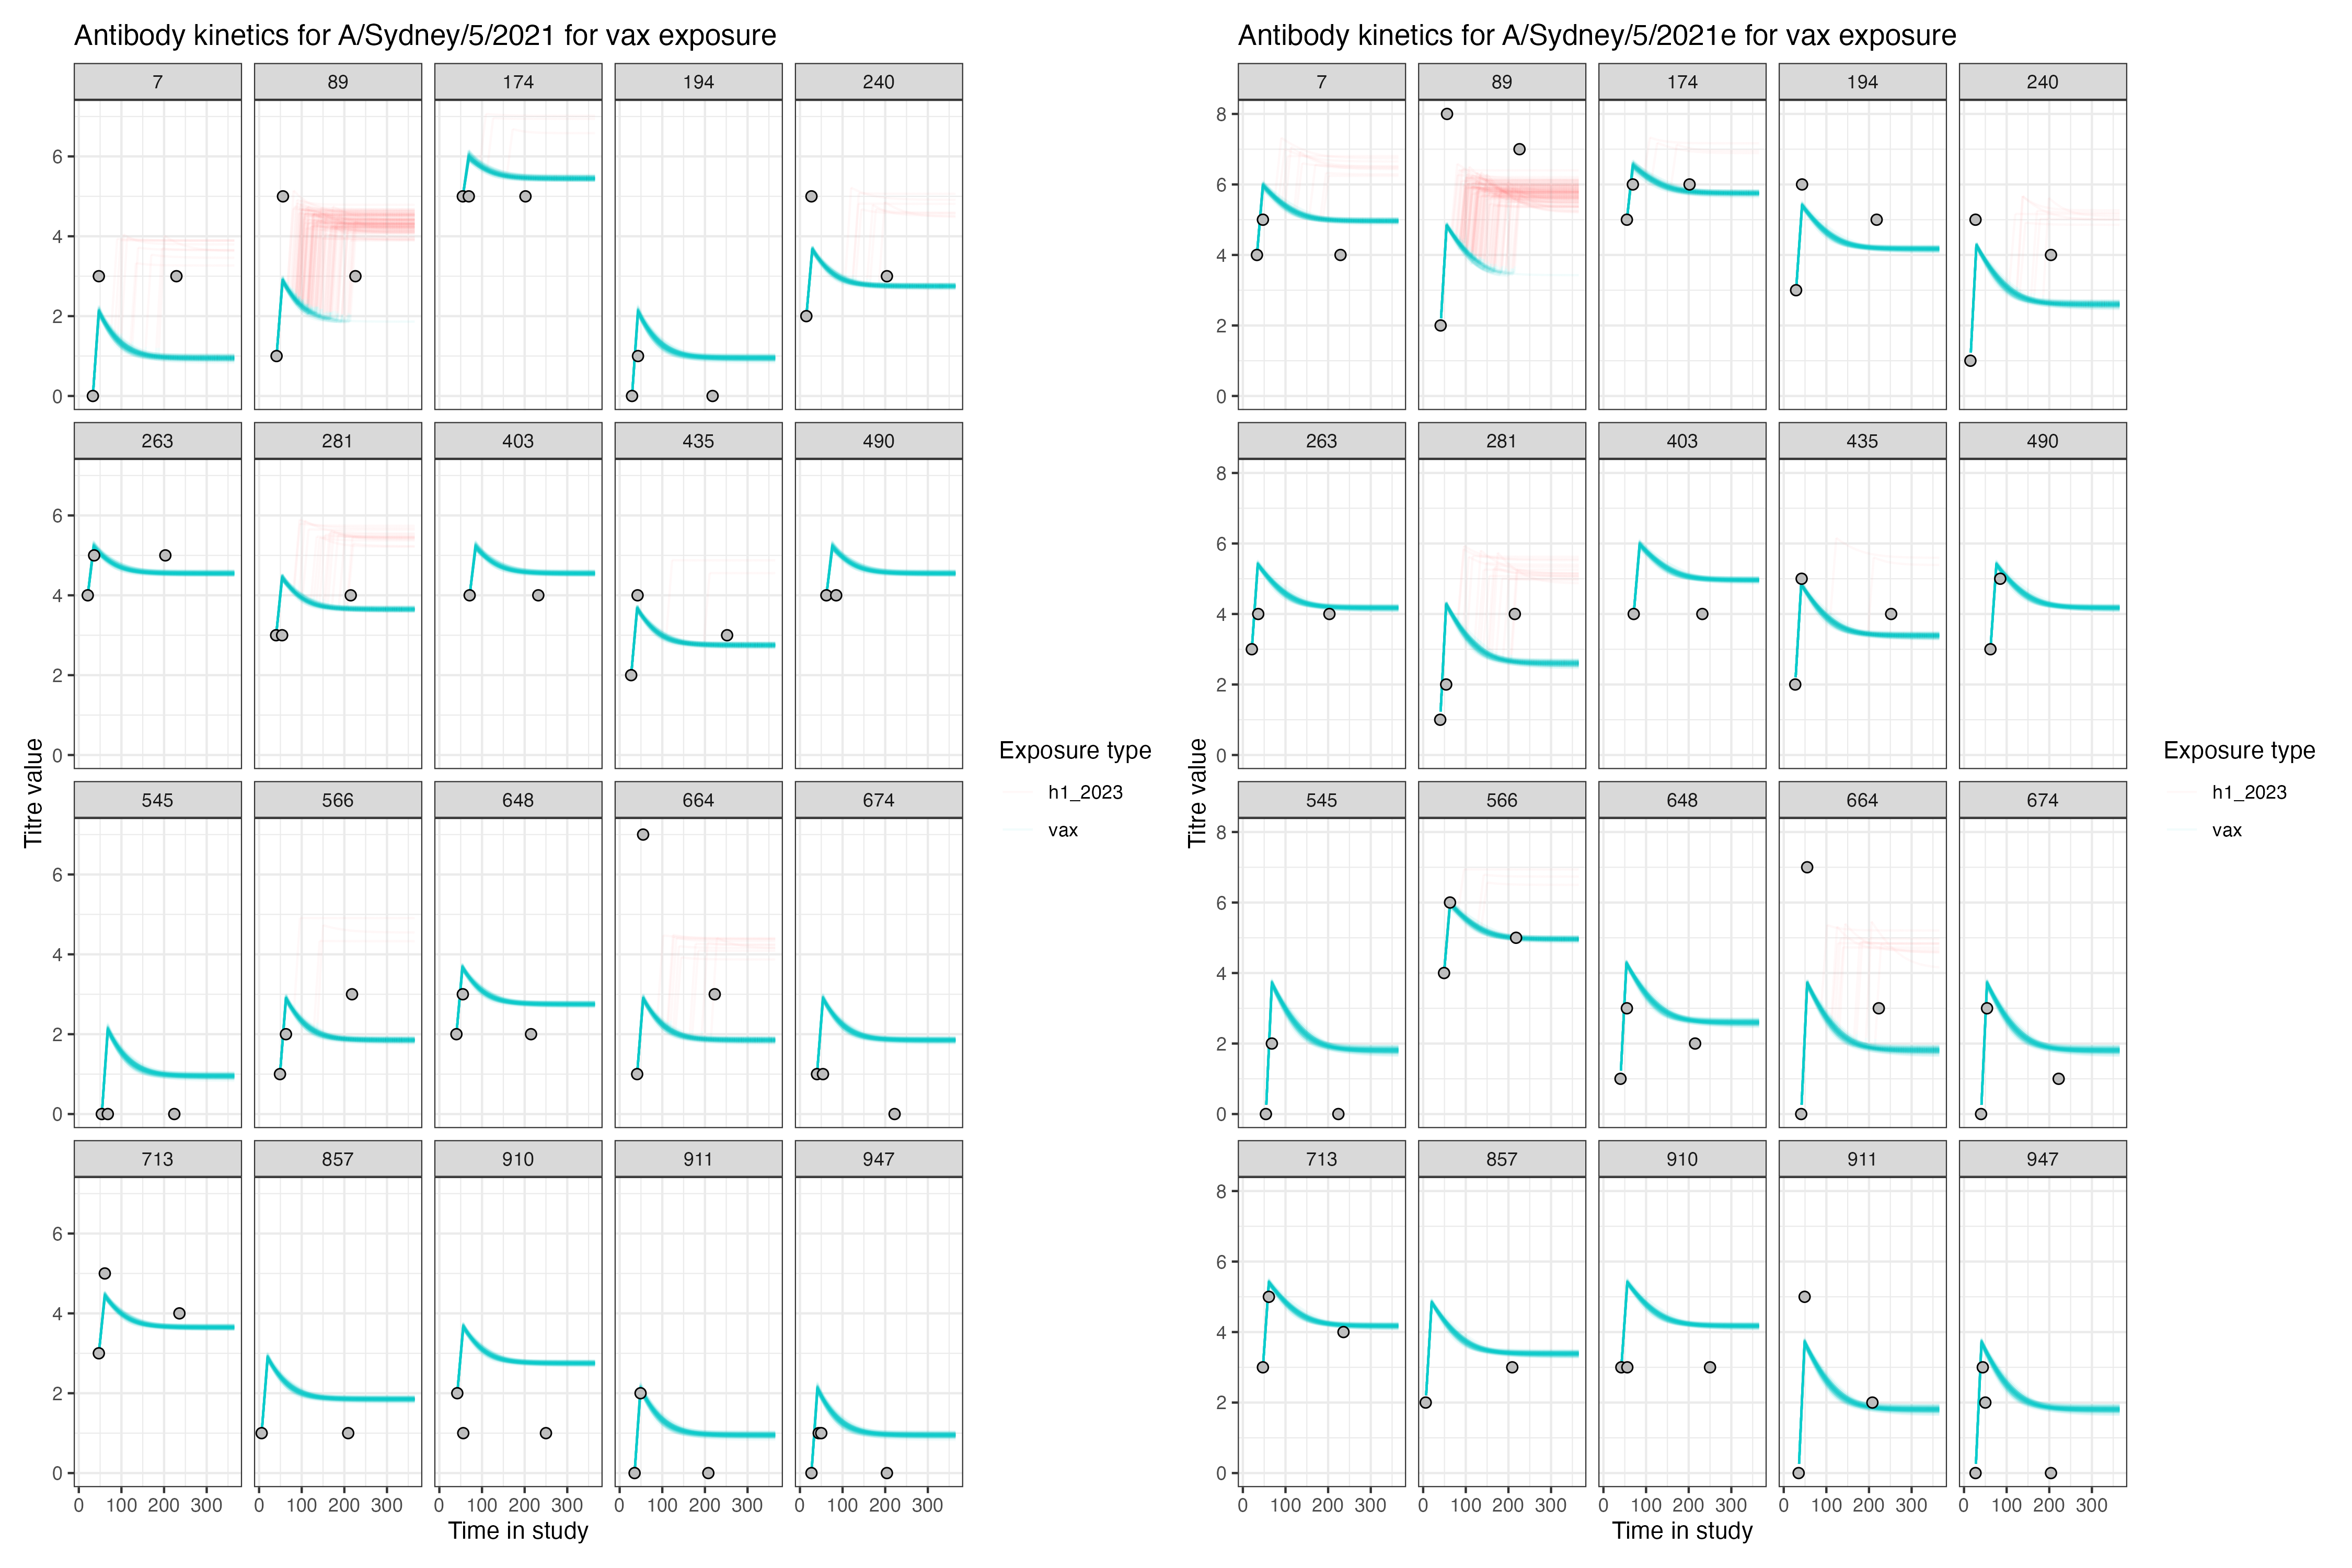 Antibody kinetics for A/Sydney/5/2021 for vax exposure
7 89 174 194 240
6
4
2
0
263 281 403 435 490
6
4
2
0
545 566 648 664 674
6
4
2
0
713 857 910 911 947
6
4
2
0
0 100 200 300 0 100 200 300 0 100 200 300 0 100 200 300 0 100 200 300
Time in study
Titre value
Exposure type
h1_2023
vax
Antibody kinetics for A/Sydney/5/2021e for vax exposure
7 89 174 194 240
8
6
4
2
0
263 281 403 435 490
8
6
4
2
0
545 566 648 664 674
8
6
4
2
0
713 857 910 911 947
8
6
4
2
0
0 100 200 300 0 100 200 300 0 100 200 300 0 100 200 300 0 100 200 300
Time in study
Titre value
Exposure type
h1_2023
vax